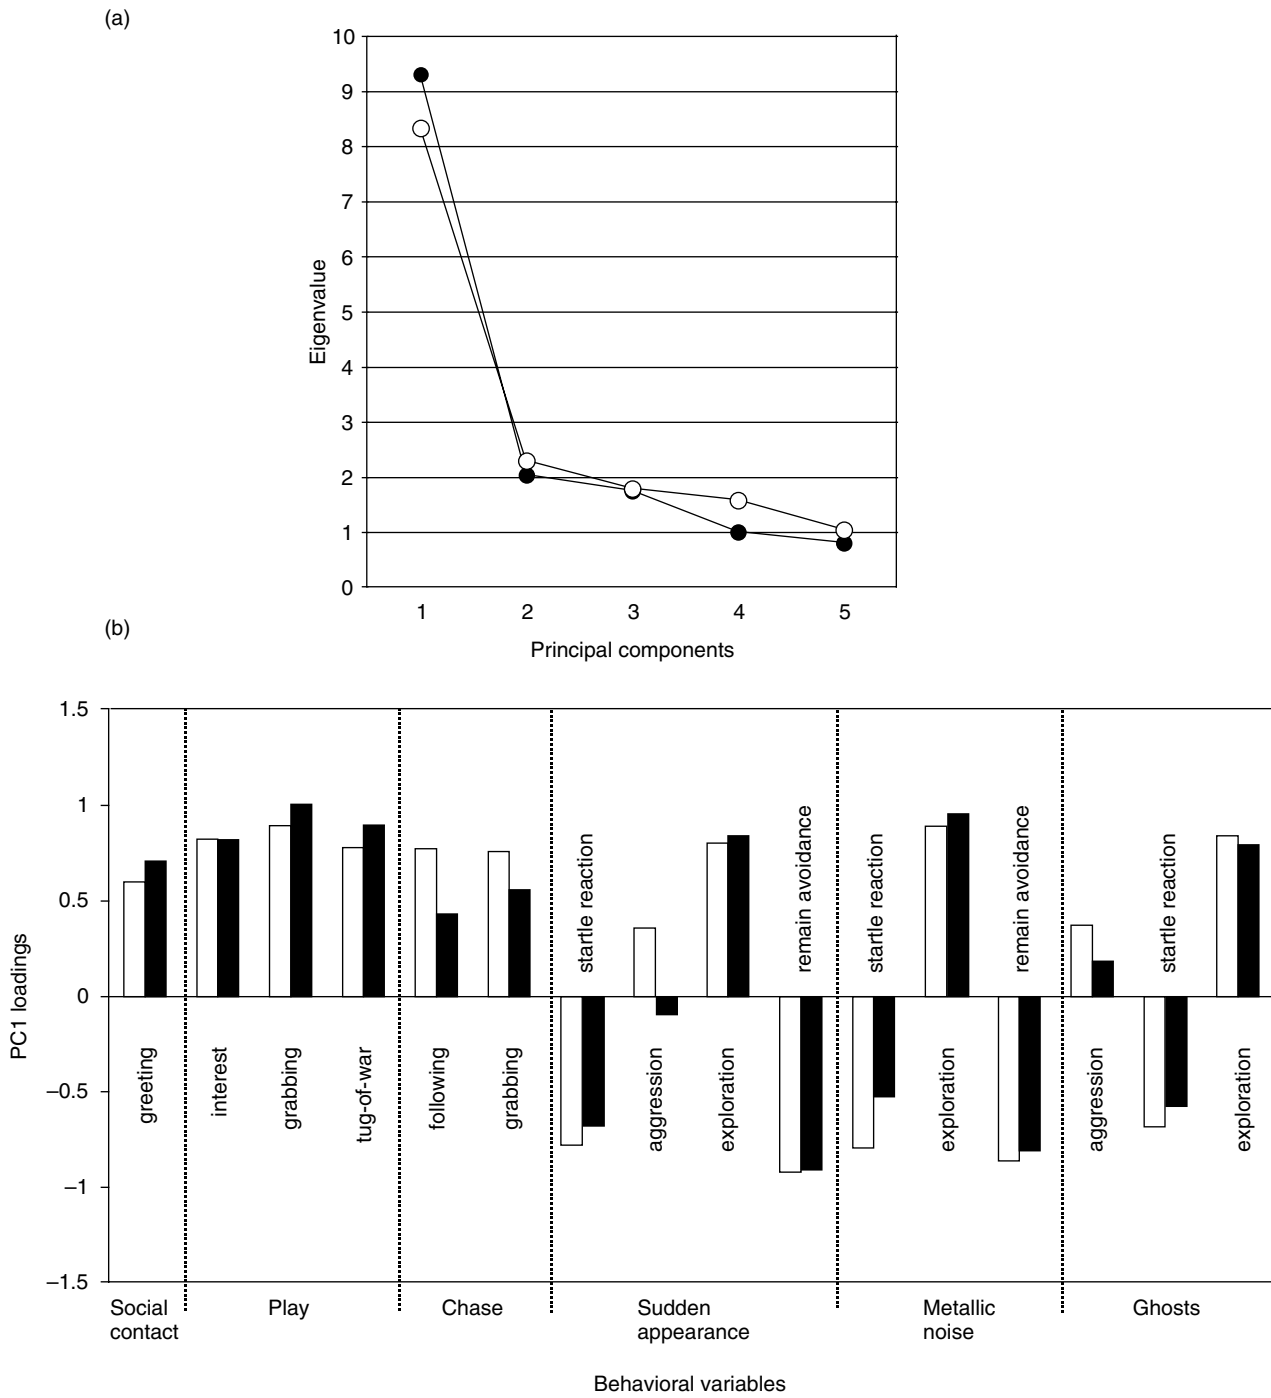 (a)
10
9
8
7
6
5
4
3
2
1
0
Eigenvalue
1 2 3 4 5
Principal components
(b)
1.5
1
0.5
0
–0.5
–1
–1.5
PC1 loadings
greeting
interest
grabbing
tug-of-war
following
grabbing
startle reaction
aggression
exploration
remain avoidance
startle reaction
exploration
remain avoidance
aggression
startle reaction
exploration
Social
contact
Play
Chase
Sudden
appearance
Metallic
noise
Ghosts
Behavioral variables